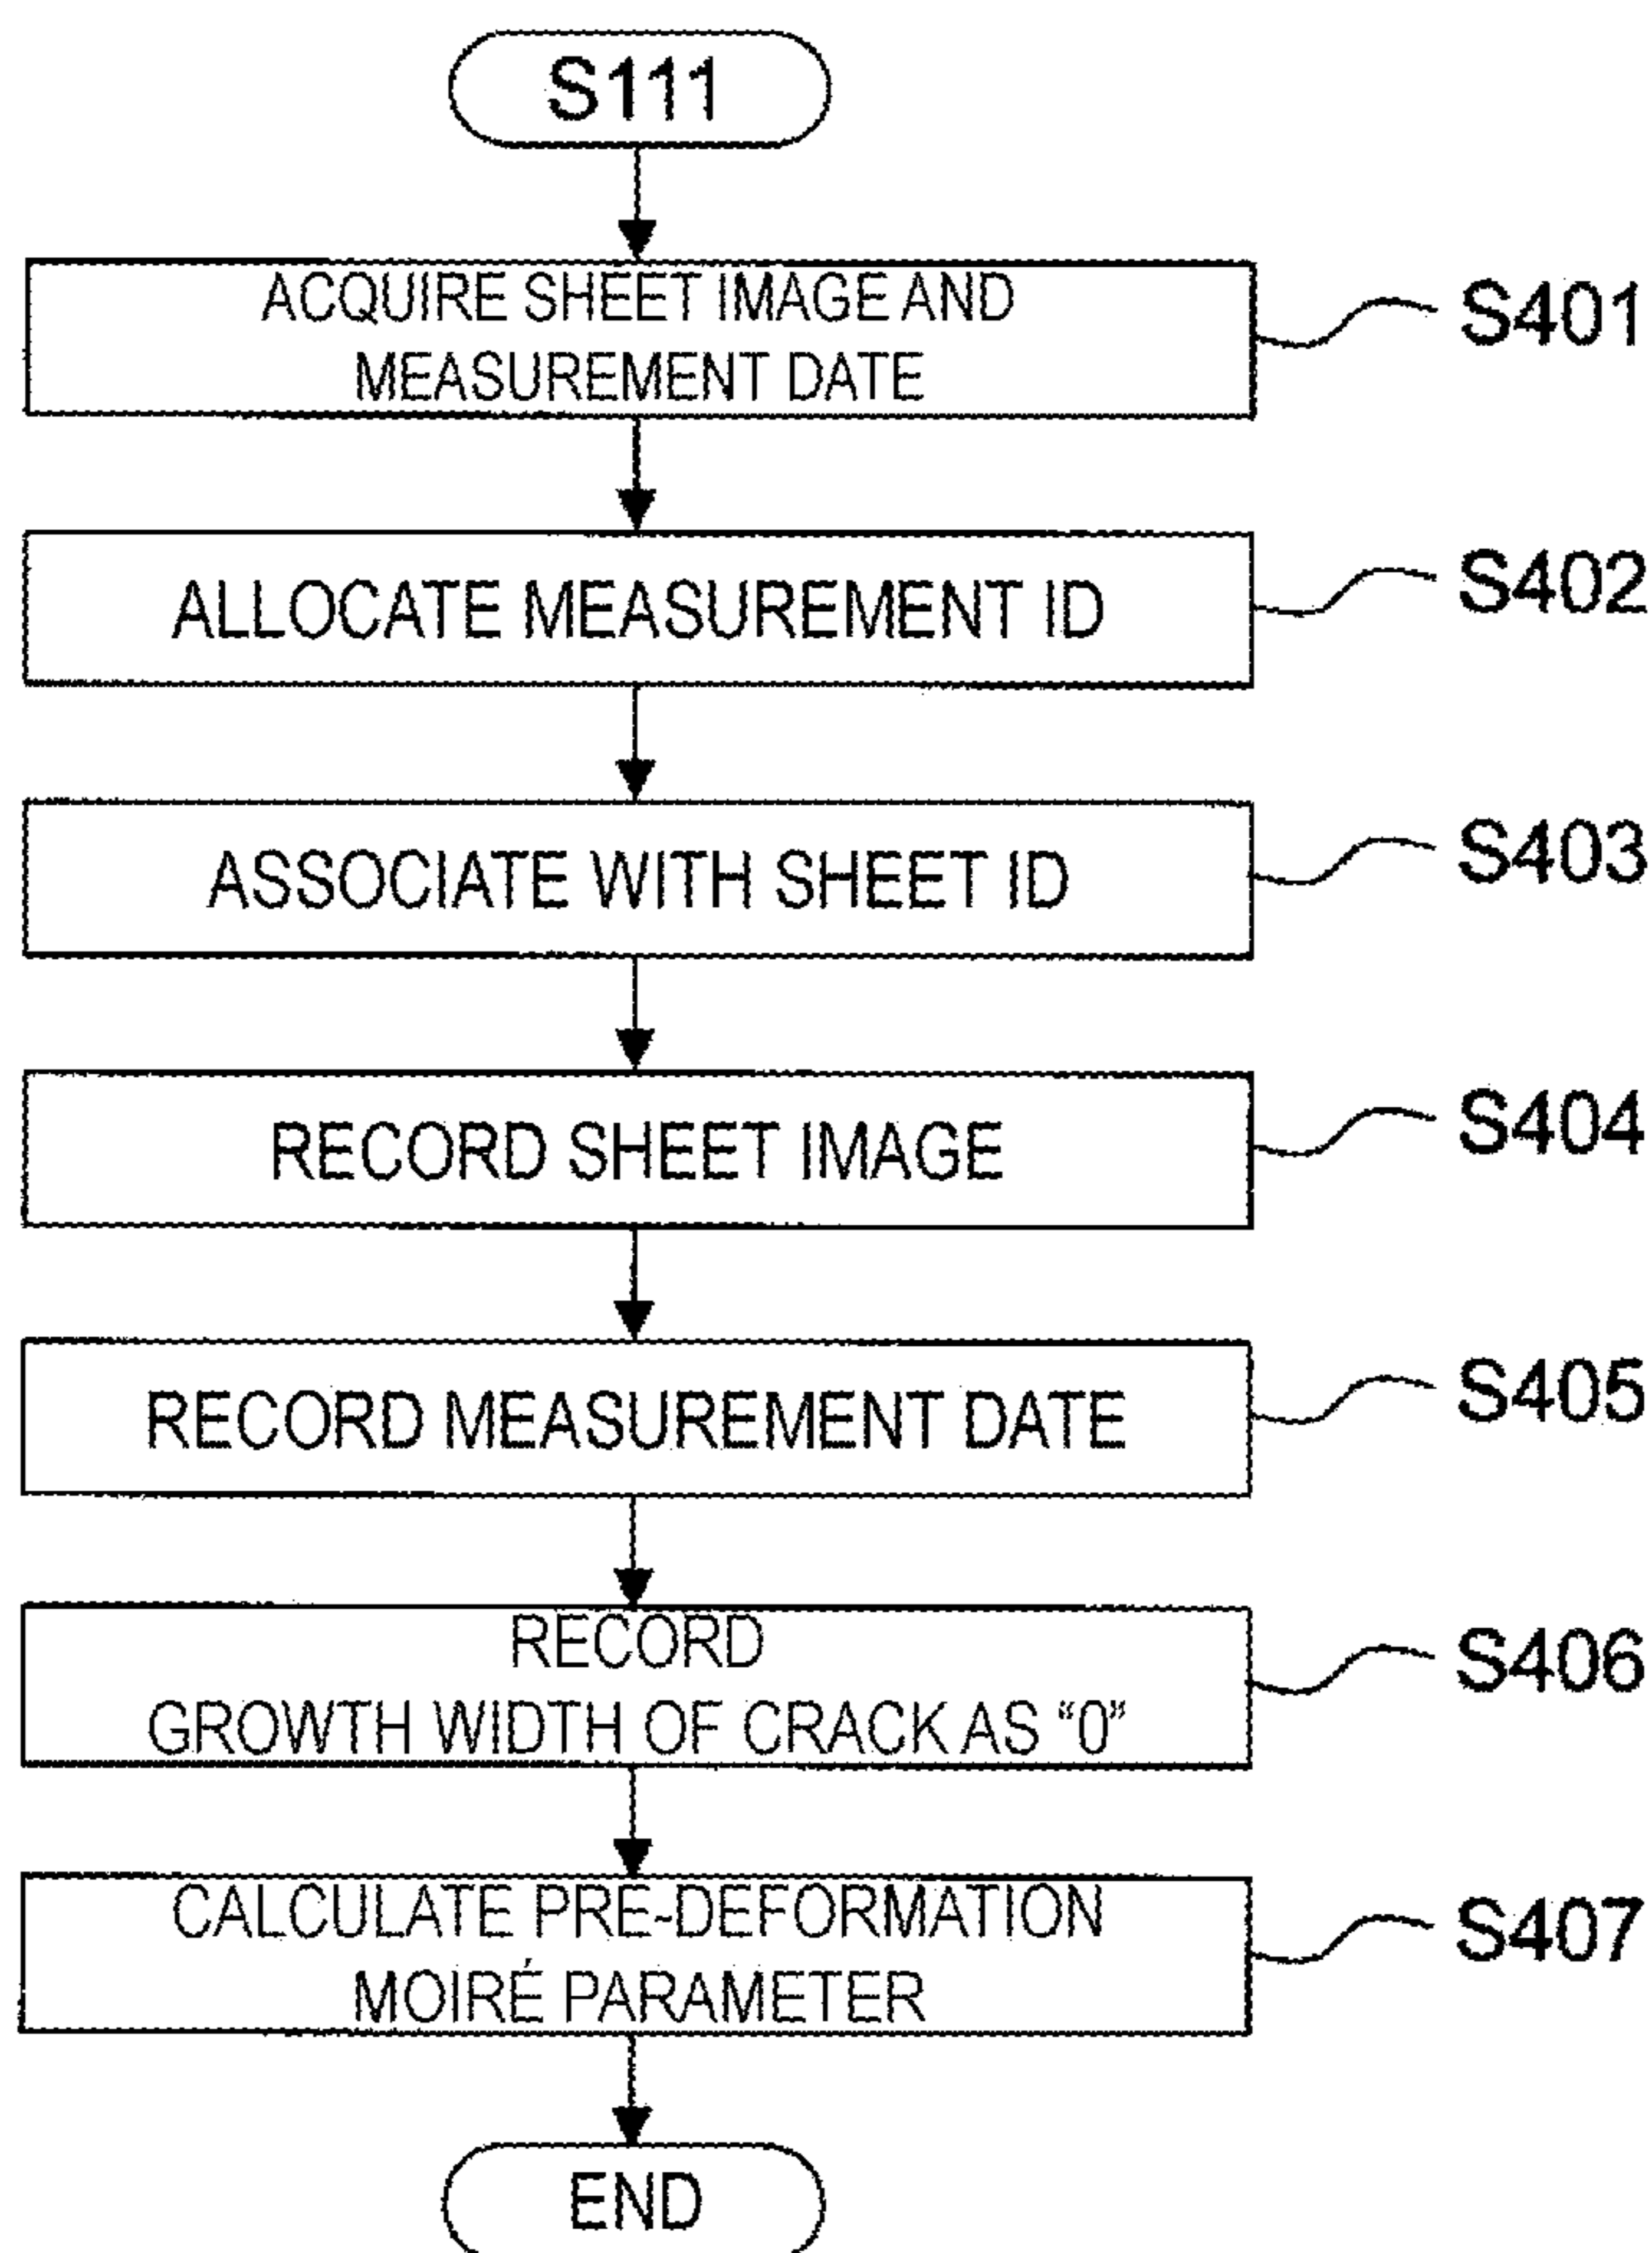 S111
ACQUIRE SHEET IMAGE AND
MEASUREMENT DATE
S401
ALLOCATE MEASUREMENT ID
S402
ASSOCIATE WITH SHEET ID
S403
RECORD SHEET IMAGE
S404
RECORD MEASUREMENT DATE
S405
RECORD
GROWTH WIDTH OF CRACK AS “0”
S406
CALCULATE PRE-DEFORMATION
MOIRÉ PARAMETER
S407
END